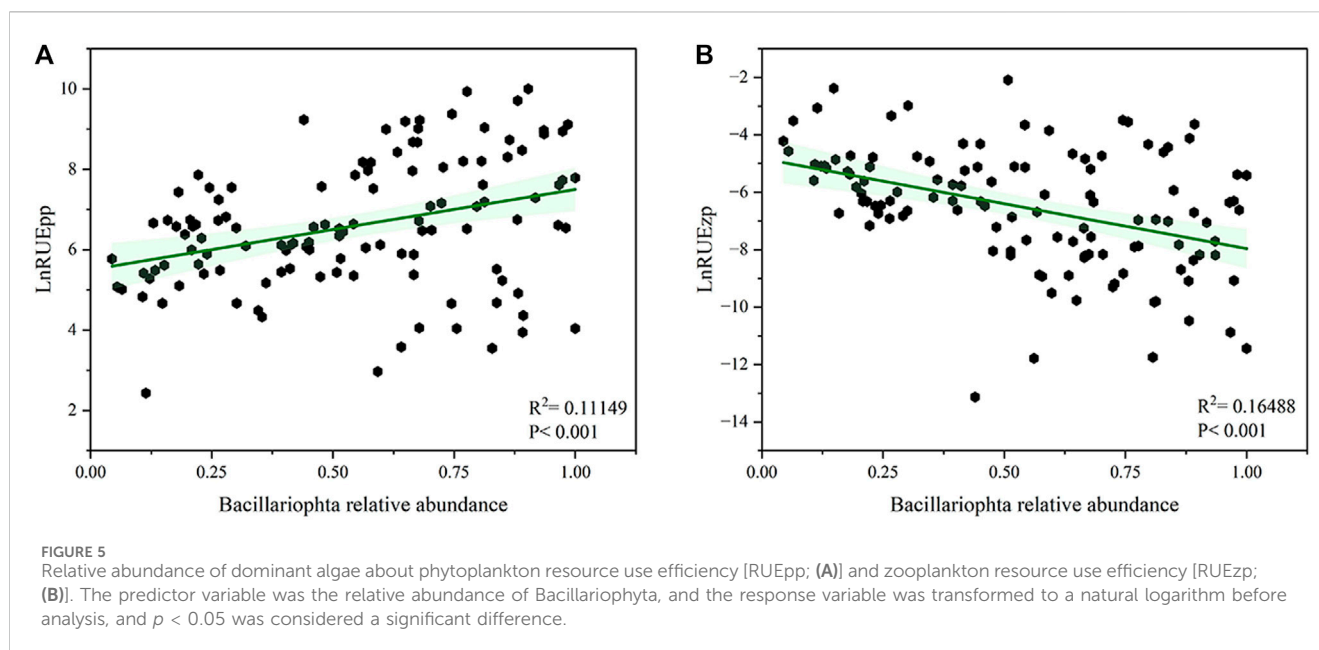 A
10
8
6
4
2
LnRUEpp
R²= 0.11149
P< 0.001
0.00 0.25 0.50 0.75 1.00
Bacillariophta relative abundance
B
−2
−4
−6
−8
−10
−12
−14
LnRUEzp
R²= 0.16488
P< 0.001
0.00 0.25 0.50 0.75 1.00
Bacillariophta relative abundance
FIGURE 5
Relative abundance of dominant algae about phytoplankton resource use efficiency [RUEpp; (A)] and zooplankton resource use efficiency [RUEzp;
(B)]. The predictor variable was the relative abundance of Bacillariophyta, and the response variable was transformed to a natural logarithm before
analysis, and p < 0.05 was considered a significant difference.